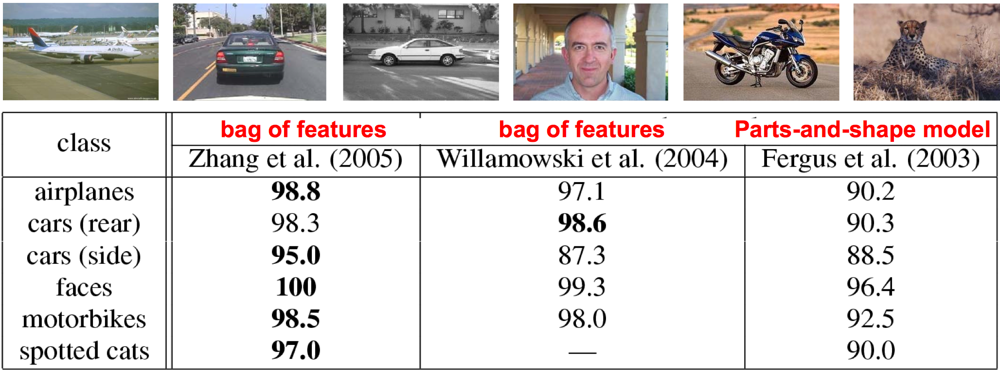 Delta
bag of features bag of features Parts-and-shape model
class
Zhang et al. (2005) Willamowski et al. (2004) Fergus et al. (2003)
airplanes 98.8 97.1 90.2
cars (rear) 98.3 98.6 90.3
cars (side) 95.0 87.3 88.5
faces 100 99.3 96.4
motorbikes 98.5 98.0 92.5
spotted cats 97.0 — 90.0